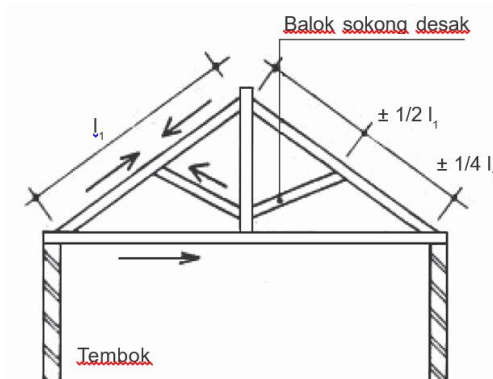 Balok sokong desak
l₁
± 1/2 l₁
± 1/4 l
Tembok